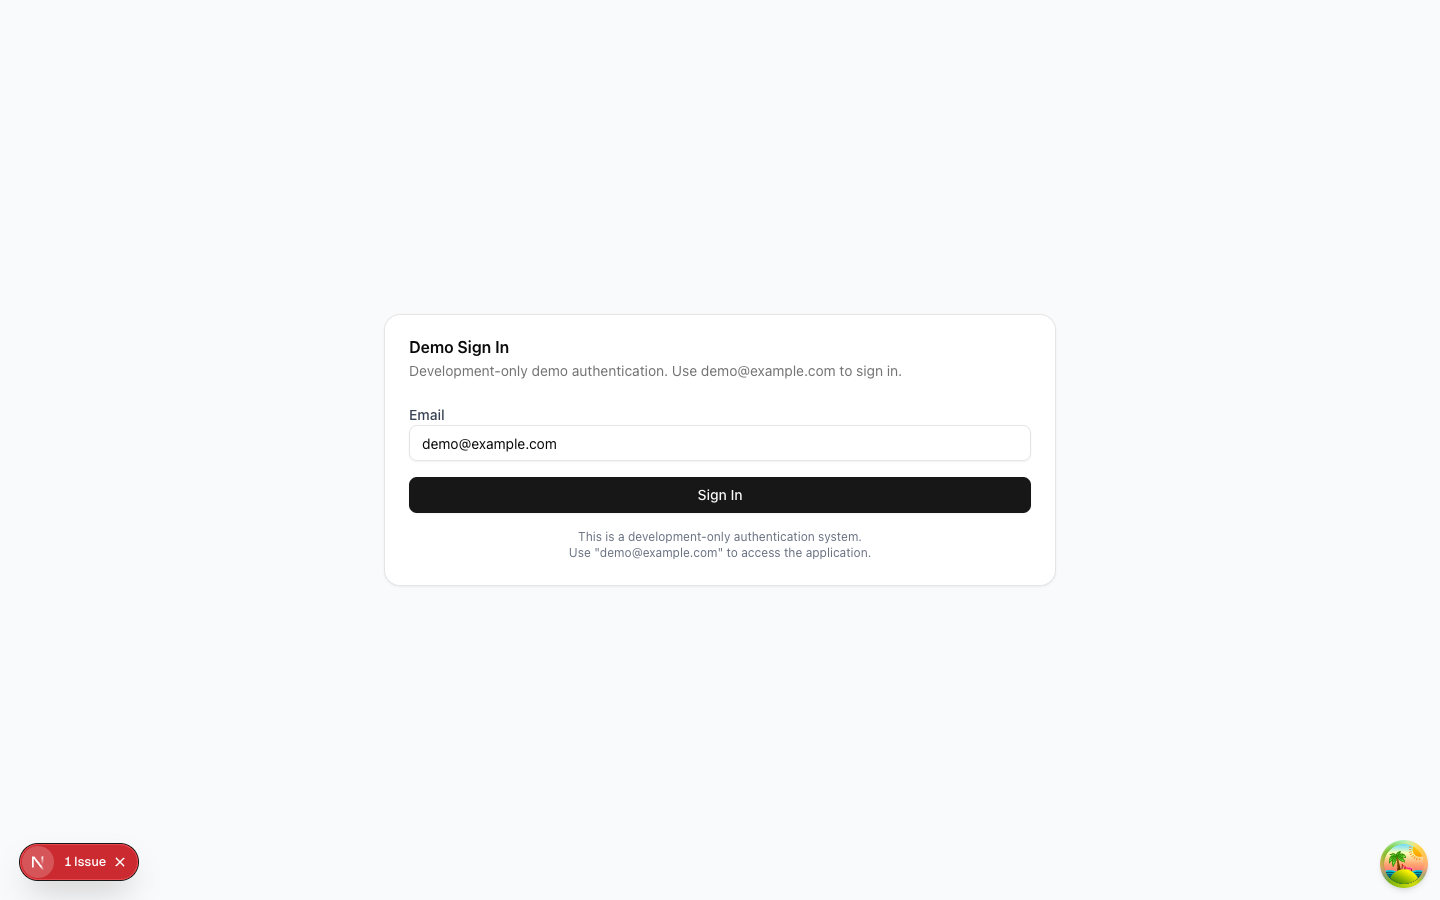 Demo Sign In
Development-only demo authentication. Use demo@example.com to sign in.
Email
demo@example.com
Sign In
This is a development-only authentication system.
Use "demo@example.com" to access the application.
N
1 Issue